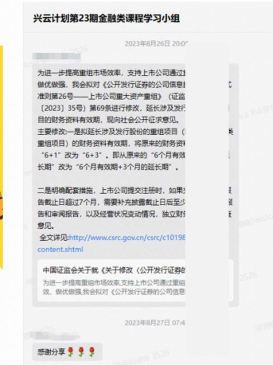 兴云计划第23期金融类课程学习小组
2023年8月26日 20:0
为进一步提高重组市场效率，支持上市公司通过重
做优做强，我会拟对《公开发行证券的公司信息
准则第26号——上市公司重大资产重组》（证监
〔2023〕35号）第69条进行修改，延长涉及发行
目的财务资料有效期，现向社会公开征求意见。
主要修改:一是拟延长涉及发行股份的重组项目（
重组项目）的财务资料有效期，将原来的财务资
“6+1”改为“6+3”。即从原来的“6个月有效
长期”改为“6个月有效期+3个月的延长期”。
二是明确配套措施，上市公司提交注册时，如果
告截止日超过7个月，需要补充披露截止日后至少
告和审阅报告，以及经营状况变动情况，独立财
意见。
全文详见:http://www.csrc.gov.cn/csrc/c10198
content.shtml
中国证监会关于就《关于修改〈公开发行证券的
为进一步提高重组市场效率,支持上市公司通过重组
效、做优做强,我会拟对《公开发行证券的公司信息
2023年8月27日 07:4
感谢分享🌹🌹🌹